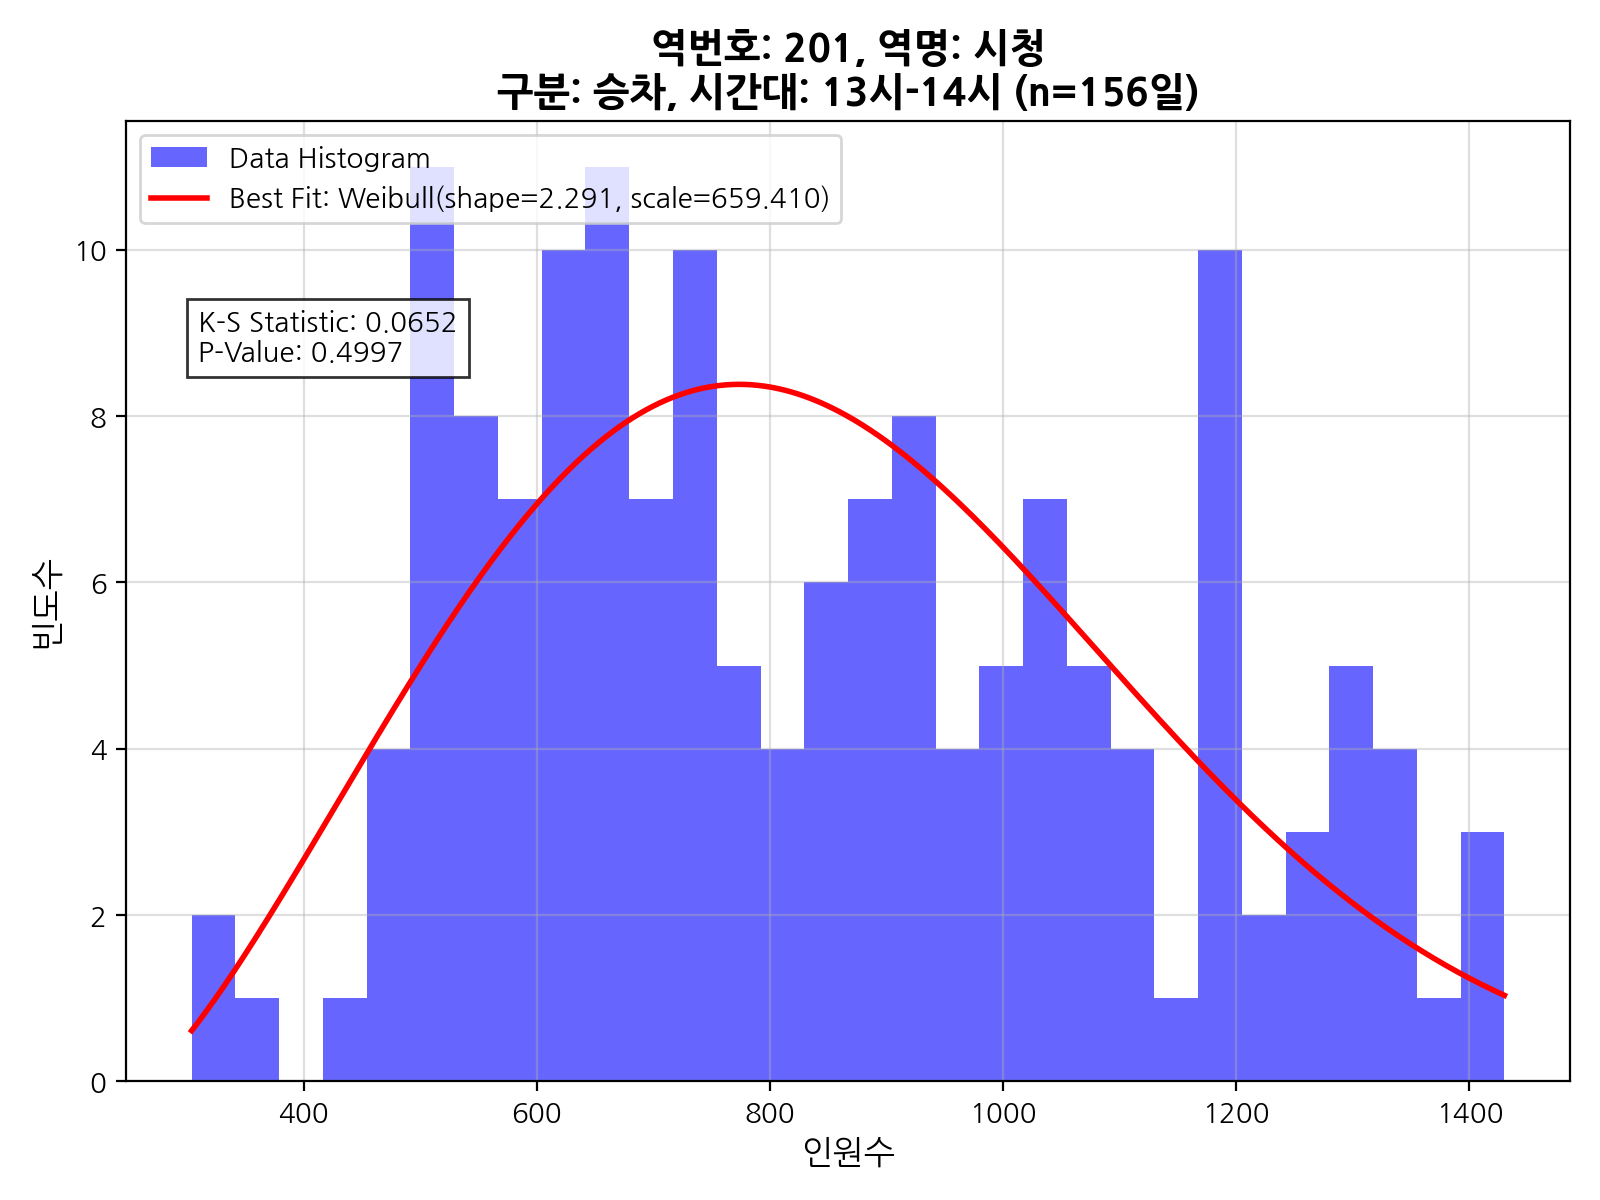 역번호: 201, 역명: 시청
구분: 승차, 시간대: 13시-14시 (n=156일)
Data Histogram
Best Fit: Weibull(shape=2.291, scale=659.410)
K-S Statistic: 0.0652
P-Value: 0.4997
빈도수
10
8
6
4
2
0
400 600 800 1000 1200 1400
인원수